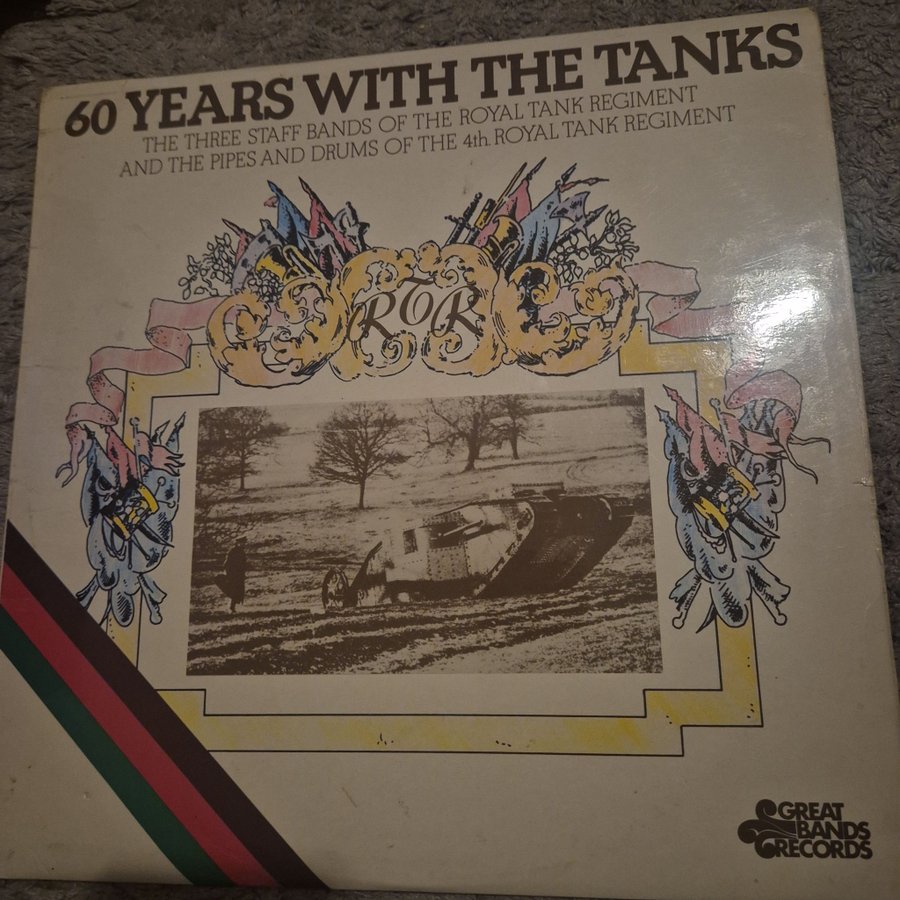 60 YEARS WITH THE TANKS
THE THREE STAFF BANDS OF THE ROYAL TANK REGIMENT
AND THE PIPES AND DRUMS OF THE 4th. ROYAL TANK REGIMENT
RTR
GREAT
BANDS
RECORDS